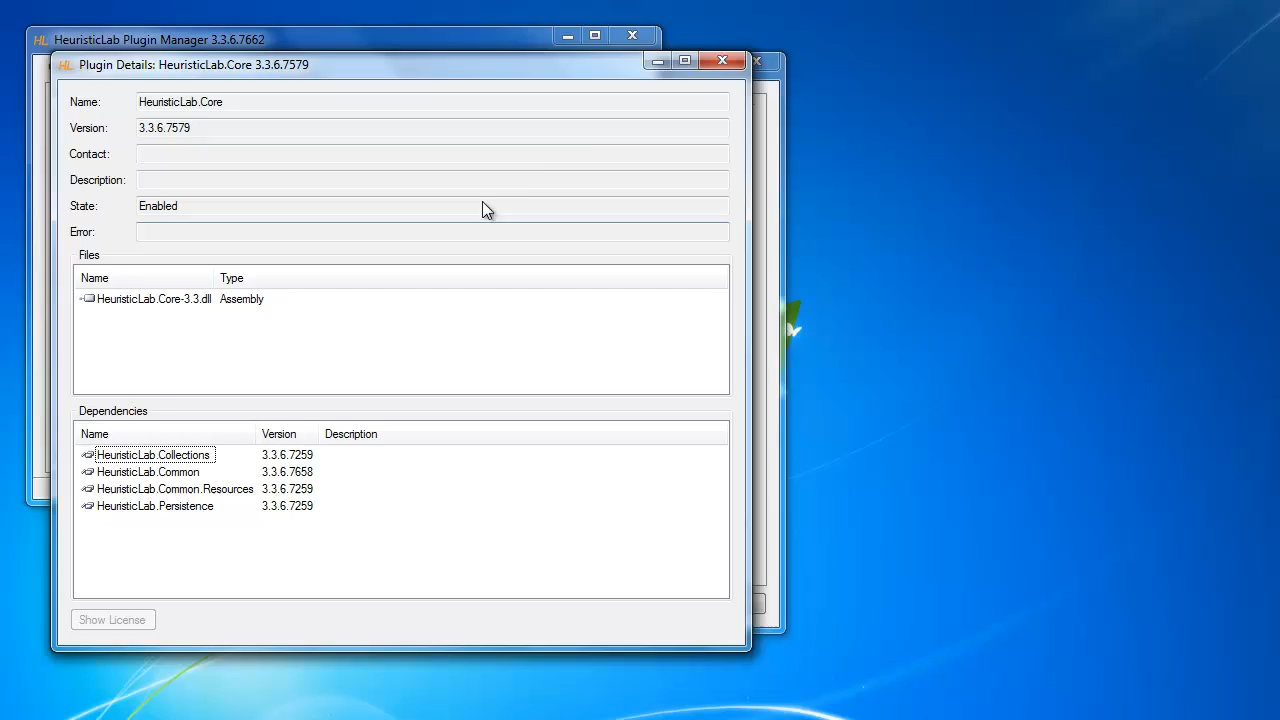 HL HeuristicLab Plugin Manager 3.3.6.7662
HL Plugin Details: HeuristicLab.Core 3.3.6.7579
Name: HeuristicLab.Core
Version: 3.3.6.7579
Contact:
Description:
State: Enabled
Error:
Files
Name Type
HeuristicLab.Core-3.3.dll Assembly
Dependencies
Name Version Description
HeuristicLab.Collections 3.3.6.7259
HeuristicLab.Common 3.3.6.7658
HeuristicLab.Common.Resources 3.3.6.7259
HeuristicLab.Persistence 3.3.6.7259
Show License